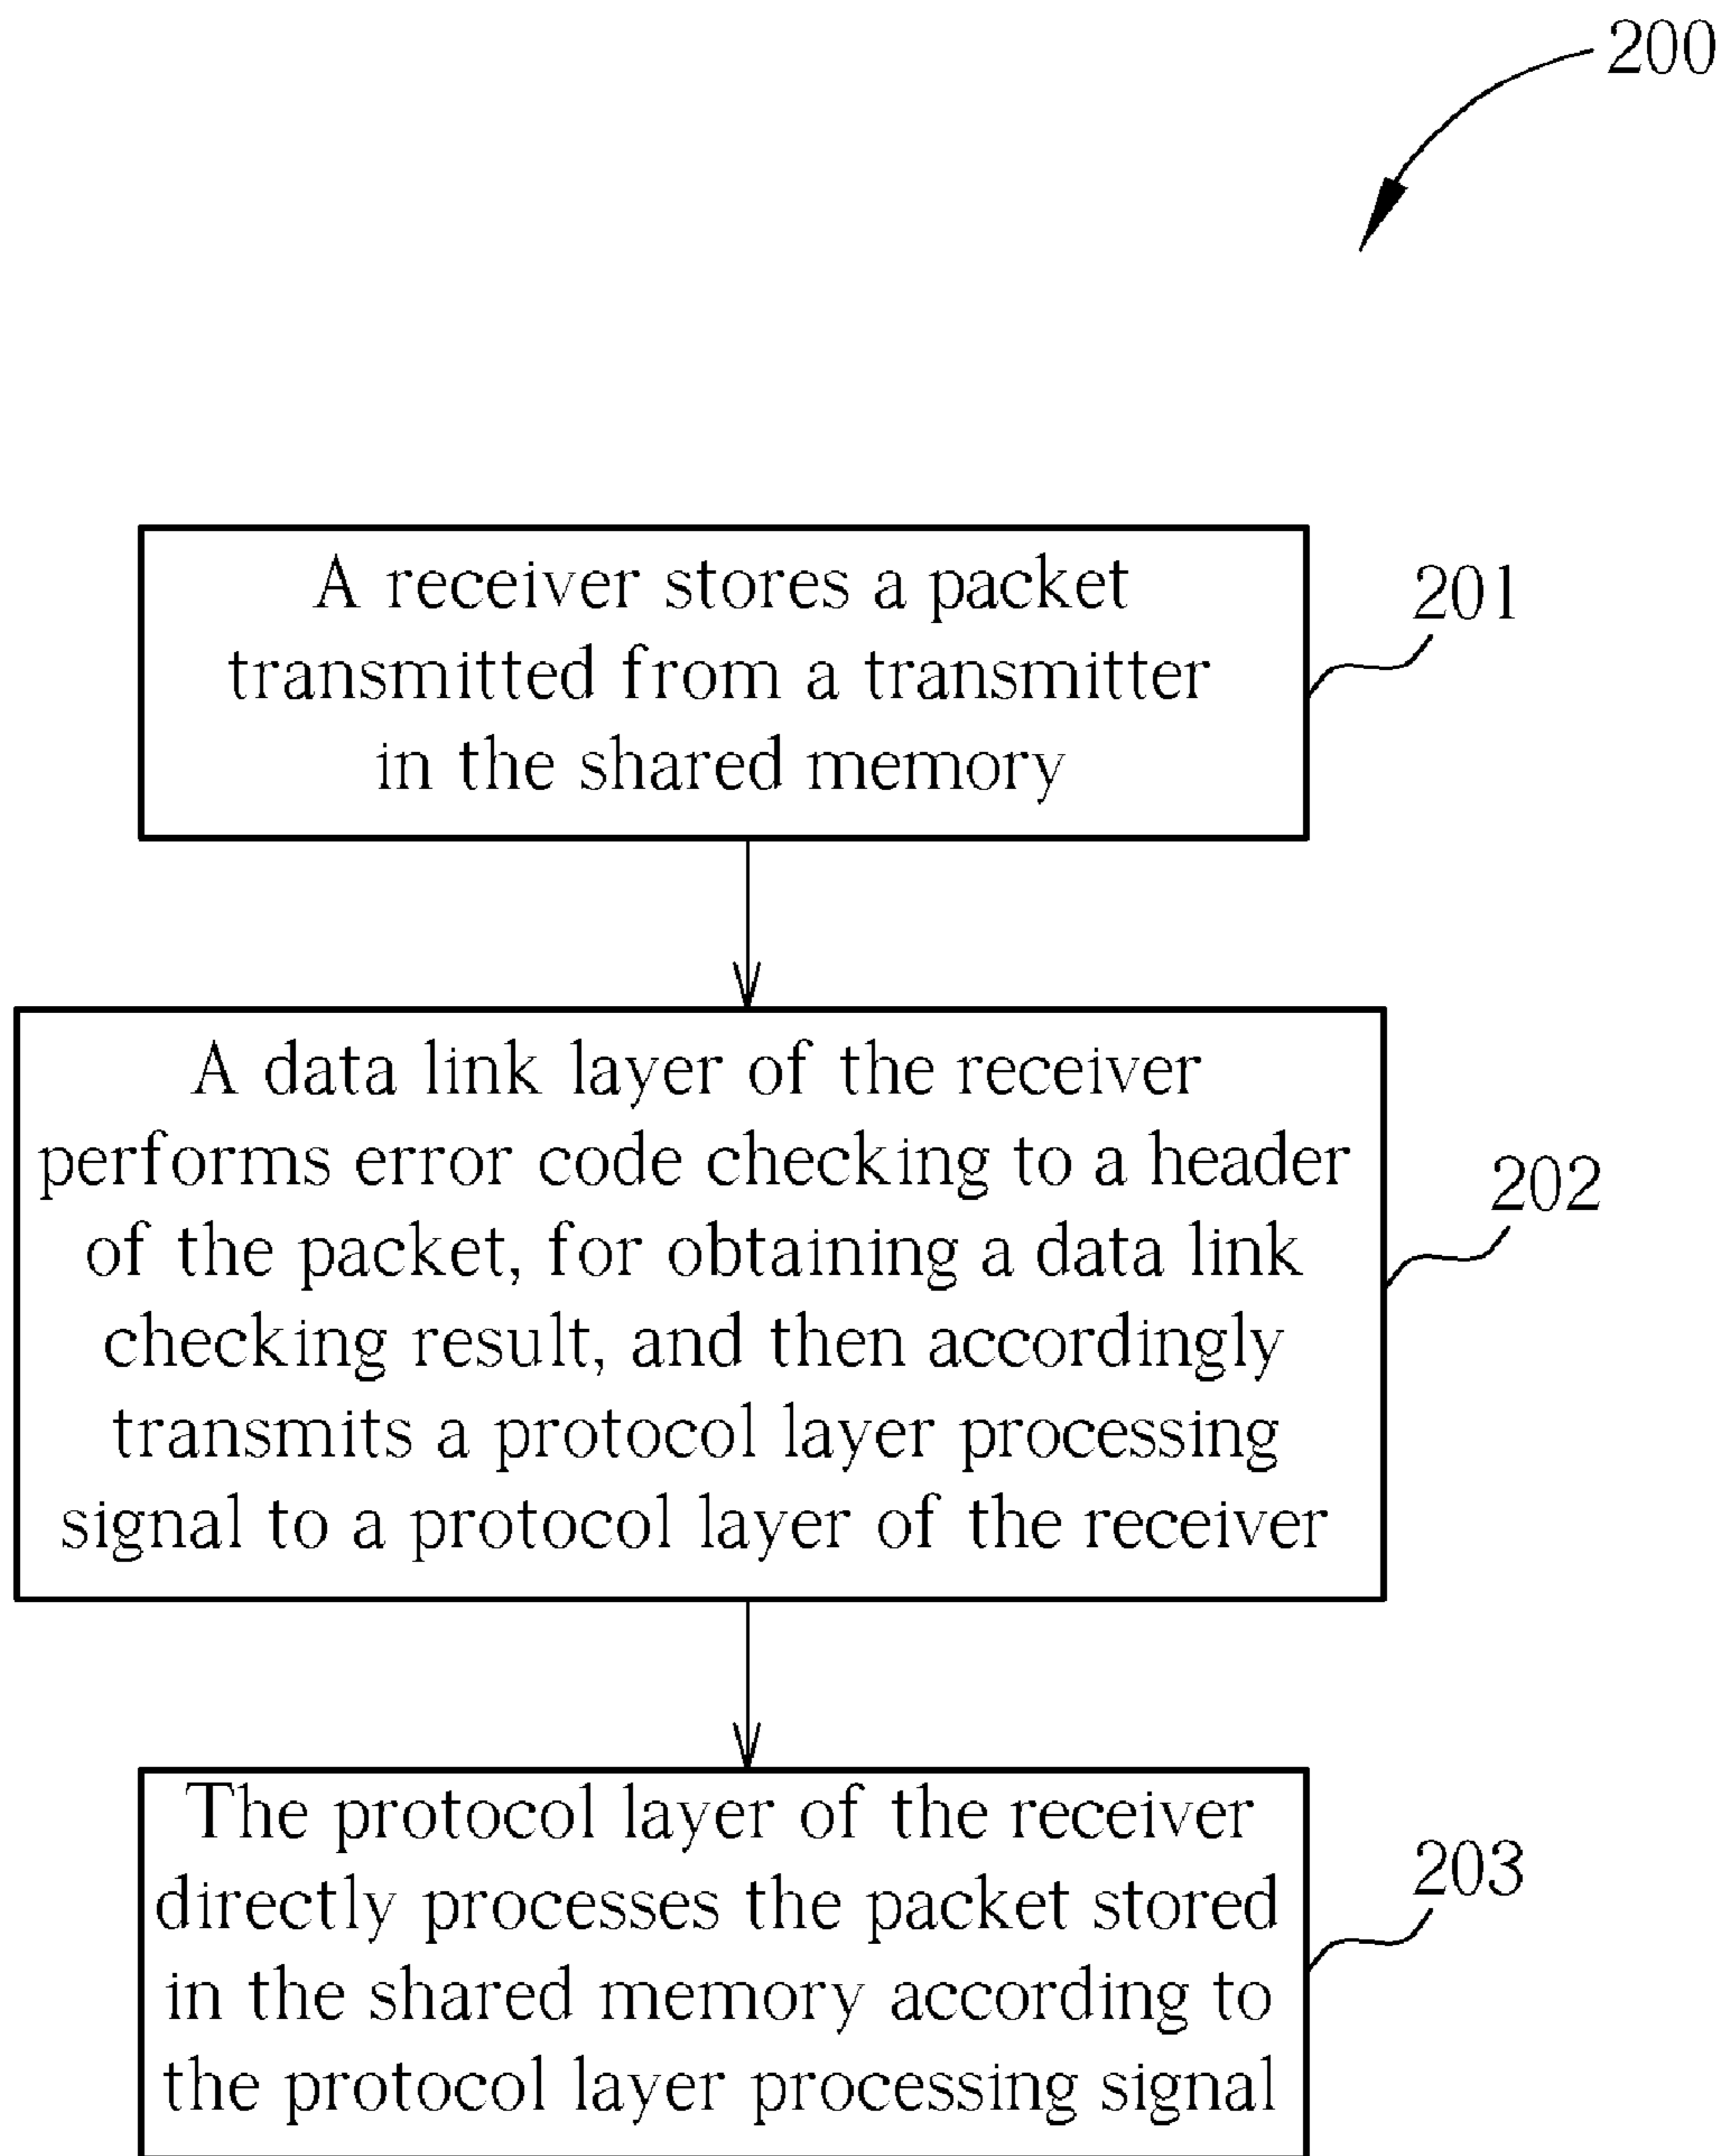 200
A receiver stores a packet
transmitted from a transmitter
in the shared memory
201
A data link layer of the receiver
performs error code checking to a header
of the packet, for obtaining a data link
checking result, and then accordingly
transmits a protocol layer processing
signal to a protocol layer of the receiver
202
The protocol layer of the receiver
directly processes the packet stored
in the shared memory according to
the protocol layer processing signal
203